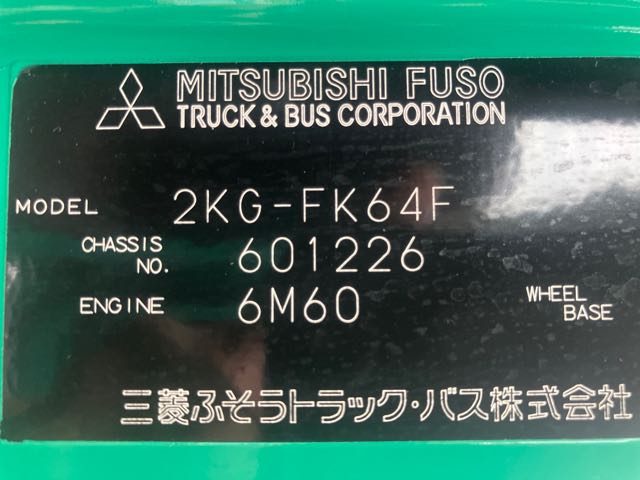 MITSUBISHI FUSO
TRUCK & BUS CORPORATION
MODEL 2KG-FK64F
CHASSIS NO. 601226
ENGINE 6M60 WHEEL BASE
三菱ふそうトラック・バス株式会社